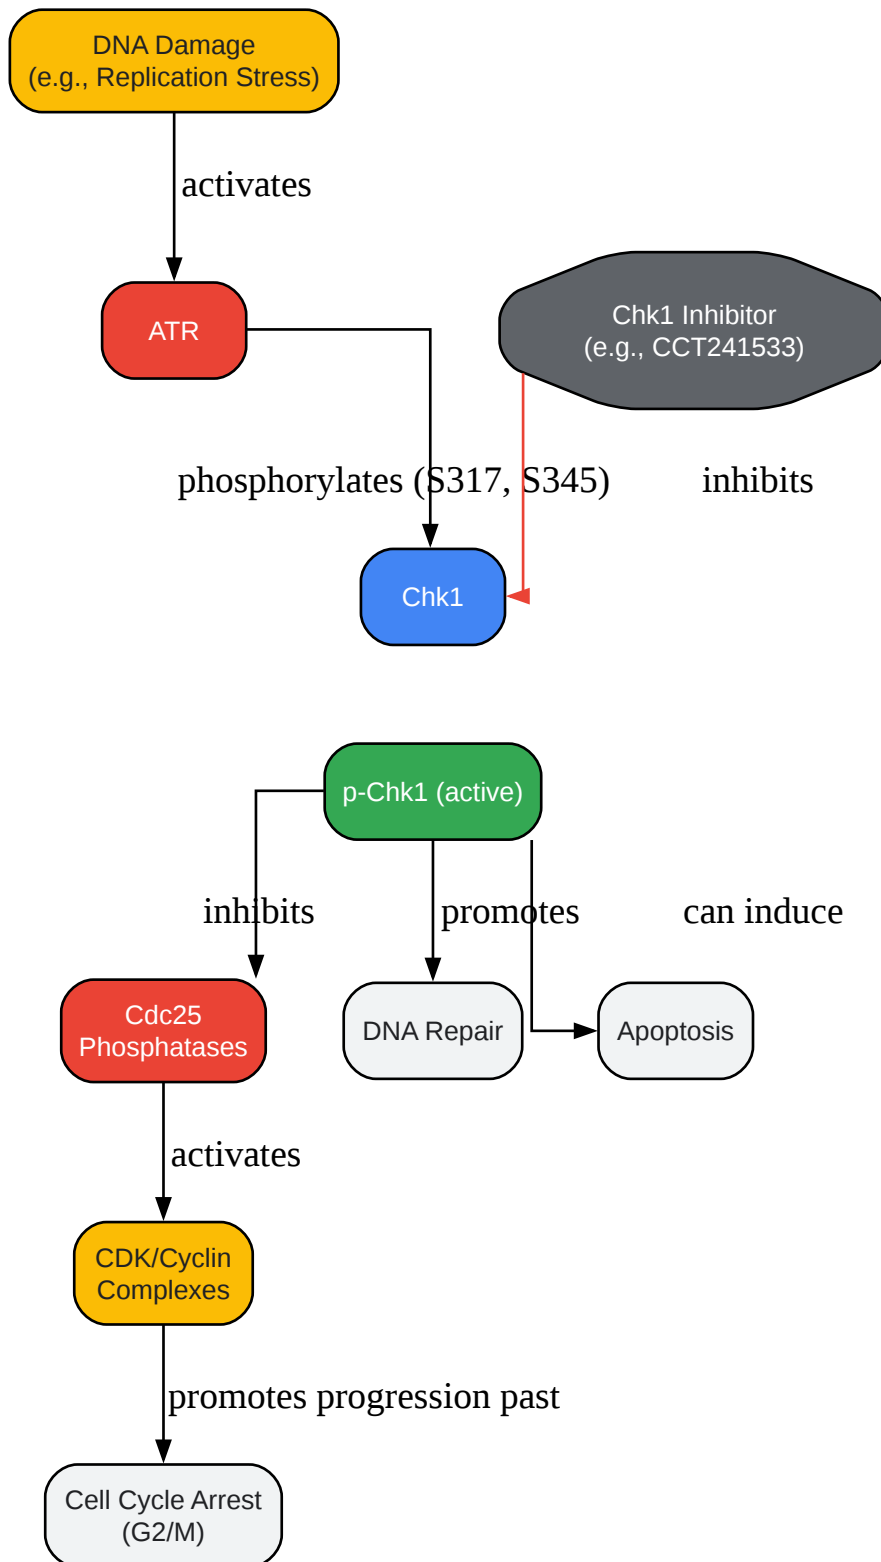 DNA Damage
(e.g., Replication Stress)
activates
ATR
Chk1 Inhibitor
(e.g., CCT241533)
phosphorylates (S317, S345)
inhibits
Chk1
p-Chk1 (active)
inhibits
promotes
can induce
Cdc25
Phosphatases
DNA Repair
Apoptosis
activates
CDK/Cyclin
Complexes
promotes progression past
Cell Cycle Arrest
(G2/M)